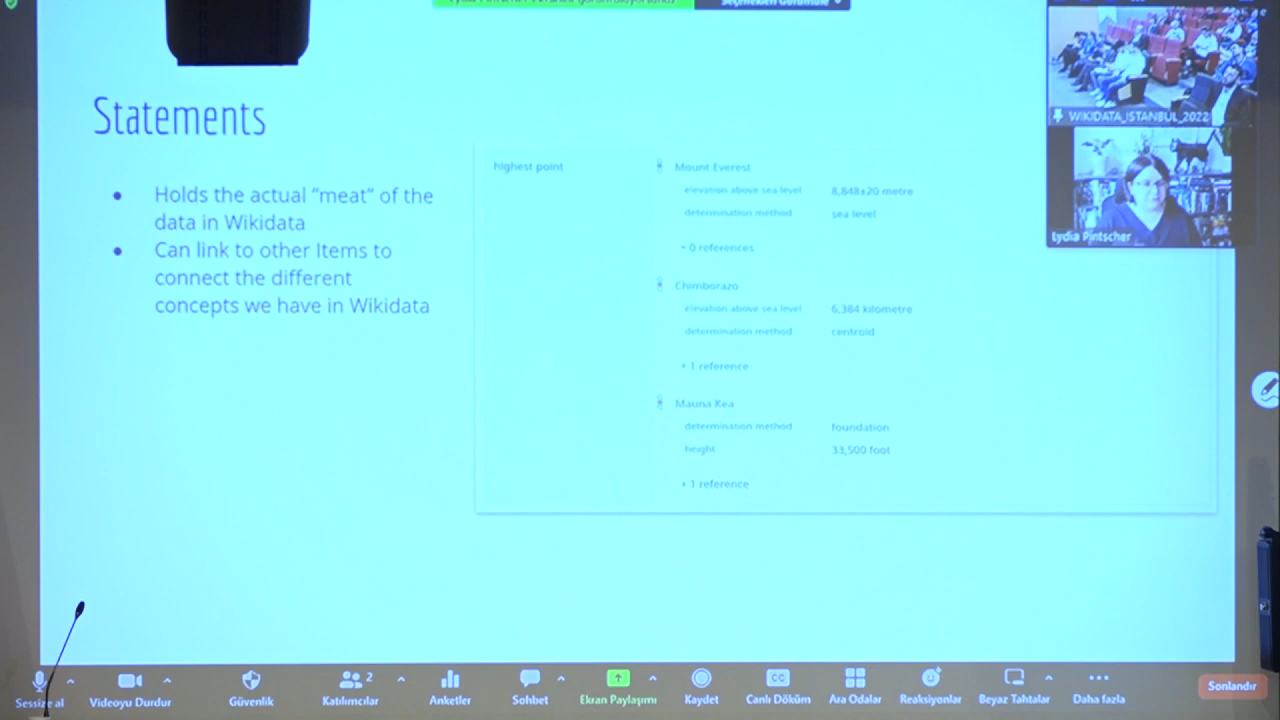 Lydia Pintscher
WIKIDATA_ISTANBUL_2022
Lydia Pintscher
Statements
Holds the actual “meat” of the
data in Wikidata
Can link to other Items to
connect the different
concepts we have in Wikidata
highest point
Mount Everest
elevation above sea level 8,848±20 metre
determination method sea level
0 references
Chimborazo
elevation above sea level 6,384 kilometre
determination method centroid
1 reference
Mauna Kea
determination method foundation
height 33,500 foot
1 reference
Sessize al
Videoyu Durdur
Güvenlik
2
Katılımcılar
Anketler
Sohbet
Ekran Paylaşımı
Kaydet
CC
Canlı Döküm
Ara Odalar
Reaksiyonlar
Beyaz Tahtalar
Daha fazla
Sonlandır